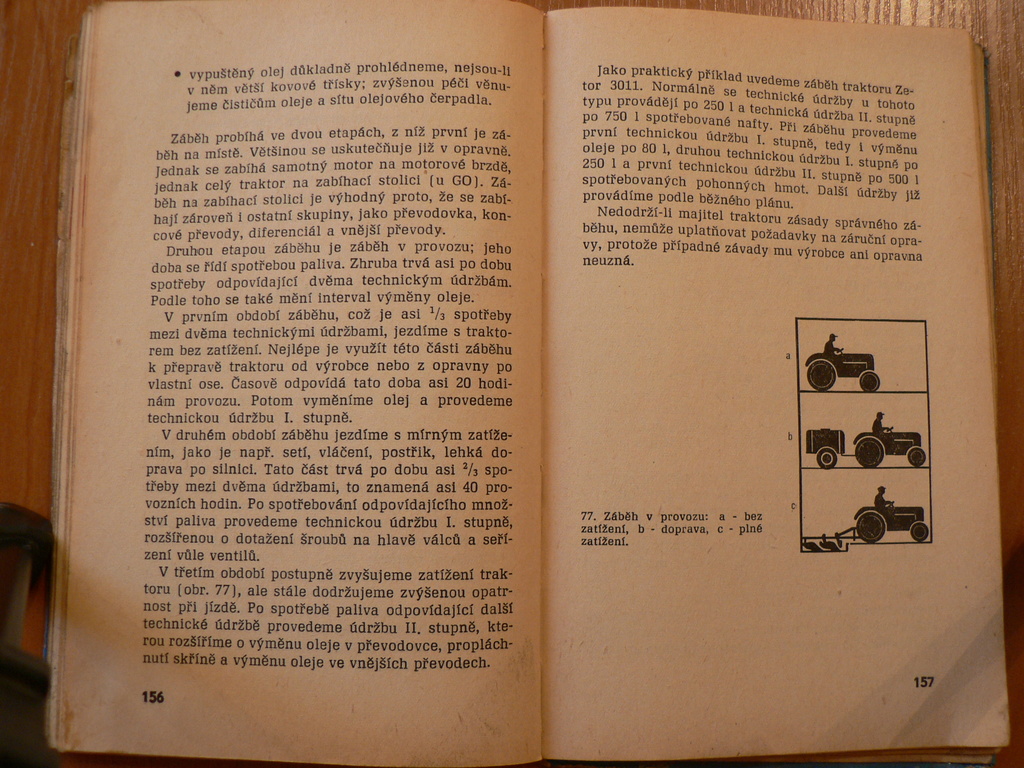 • vypuštěný olej důkladně prohlédneme, nejsou-li
v něm větší kovové třísky; zvýšenou péči věnu-
jeme čističům oleje a sítu olejového čerpadla.
Záběh probíhá ve dvou etapách, z níž první je zá-
běh na místě. Většinou se uskutečňuje již v opravně.
Jednak se zabíhá samotný motor na motorové brzdě,
jednak celý traktor na zabíhací stolici (u GO). Zá-
běh na zabíhací stolici je výhodný proto, že se zabí-
hají zároveň i ostatní skupiny, jako převodovka, kon-
cové převody, diferenciál a vnější převody.
Druhou etapou záběhu je záběh v provozu; jeho
doba se řídí spotřebou paliva. Zhruba trvá asi po dobu
spotřeby odpovídající dvěma technickým údržbám.
Podle toho se také mění interval výměny oleje.
V prvním období záběhu, což je asi 1/3 spotřeby
mezi dvěma technickými údržbami, jezdíme s trakto-
rem bez zatížení. Nejlépe je využít této části záběhu
k přepravě traktoru od výrobce nebo z opravny po
vlastní ose. Časově odpovídá tato doba asi 20 hodi-
nám provozu. Potom vyměníme olej a provedeme
technickou údržbu I. stupně.
V druhém období záběhu jezdíme s mírným zatíže-
ním, jako je např. setí, vláčení, postřik, lehká do-
prava po silnici. Tato část trvá po dobu asi 2/3 spo-
třeby mezi dvěma údržbami, to znamená asi 40 pro-
vozních hodin. Po spotřebování odpovídajícího množ-
ství paliva provedeme technickou údržbu I. stupně,
rozšířenou o dotažení šroubů na hlavě válců a seří-
zení vůle ventilů.
V třetím období postupně zvyšujeme zatížení trak-
toru (obr. 77), ale stále dodržujeme zvýšenou opatr-
nost při jízdě. Po spotřebě paliva odpovídající další
technické údržbě provedeme údržbu II. stupně, kte-
rou rozšíříme o výměnu oleje v převodovce, propláchnutí
nutí skříně a výměnu oleje ve vnějších převodech.
156
Jako praktický příklad uvedeme záběh traktoru Ze-
tor 3011. Normálně se technické údržby u tohoto
typu provádějí po 250 l a technická údržba II. stupně
po 750 l spotřebované nafty. Při záběhu provedeme
první technickou údržbu I. stupně, tedy i výměnu
oleje po 80 l, druhou technickou údržbu I. stupně po
250 l a první technickou údržbu II. stupně po 500 l
spotřebovaných pohonných hmot. Další údržby již
provádíme podle běžného plánu.
Nedodrží-li majitel traktoru zásady správného zá-
běhu, nemůže uplatňovat požadavky na záruční opra-
vy, protože případné závady mu výrobce ani opravna
neuzná.
a
b
c
77. Záběh v provozu: a - bez
zatížení, b - doprava, c - plné
zatížení.
157